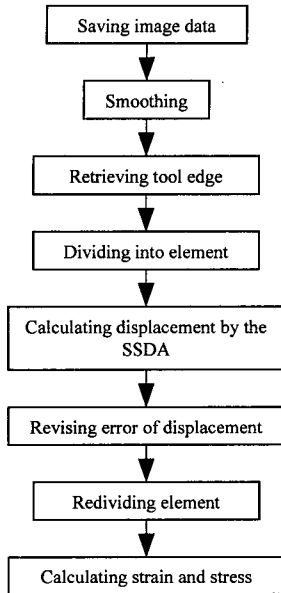 Saving image data
Smoothing
Retrieving tool edge
Dividing into element
Calculating displacement by the
SSDA
Revising error of displacement
Redividing element
Calculating strain and stress